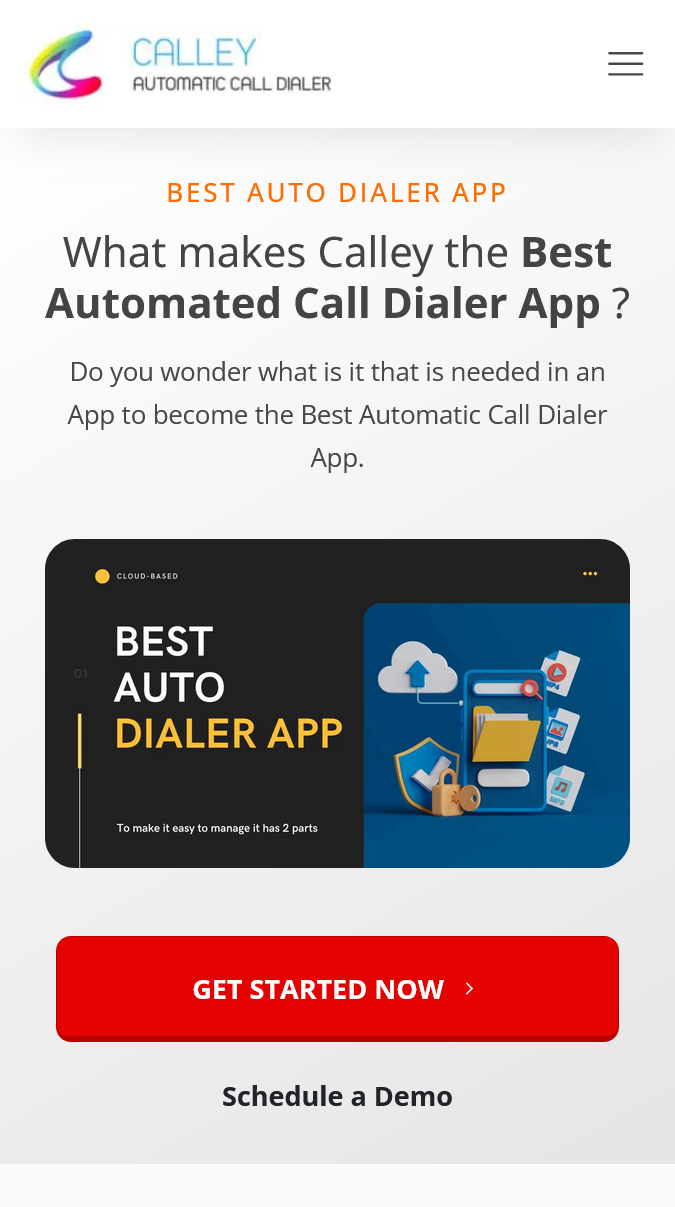 CALLEY
AUTOMATIC CALL DIALER
BEST AUTO DIALER APP
What makes Calley the Best
Automated Call Dialer App ?
Do you wonder what is it that is needed in an
App to become the Best Automatic Call Dialer
App.
CLOUD-BASED
BEST
01
AUTO
DIALER APP
MP4
JPG
MP3
To make it easy to manage it has 2 parts
GET STARTED NOW
Schedule a Demo